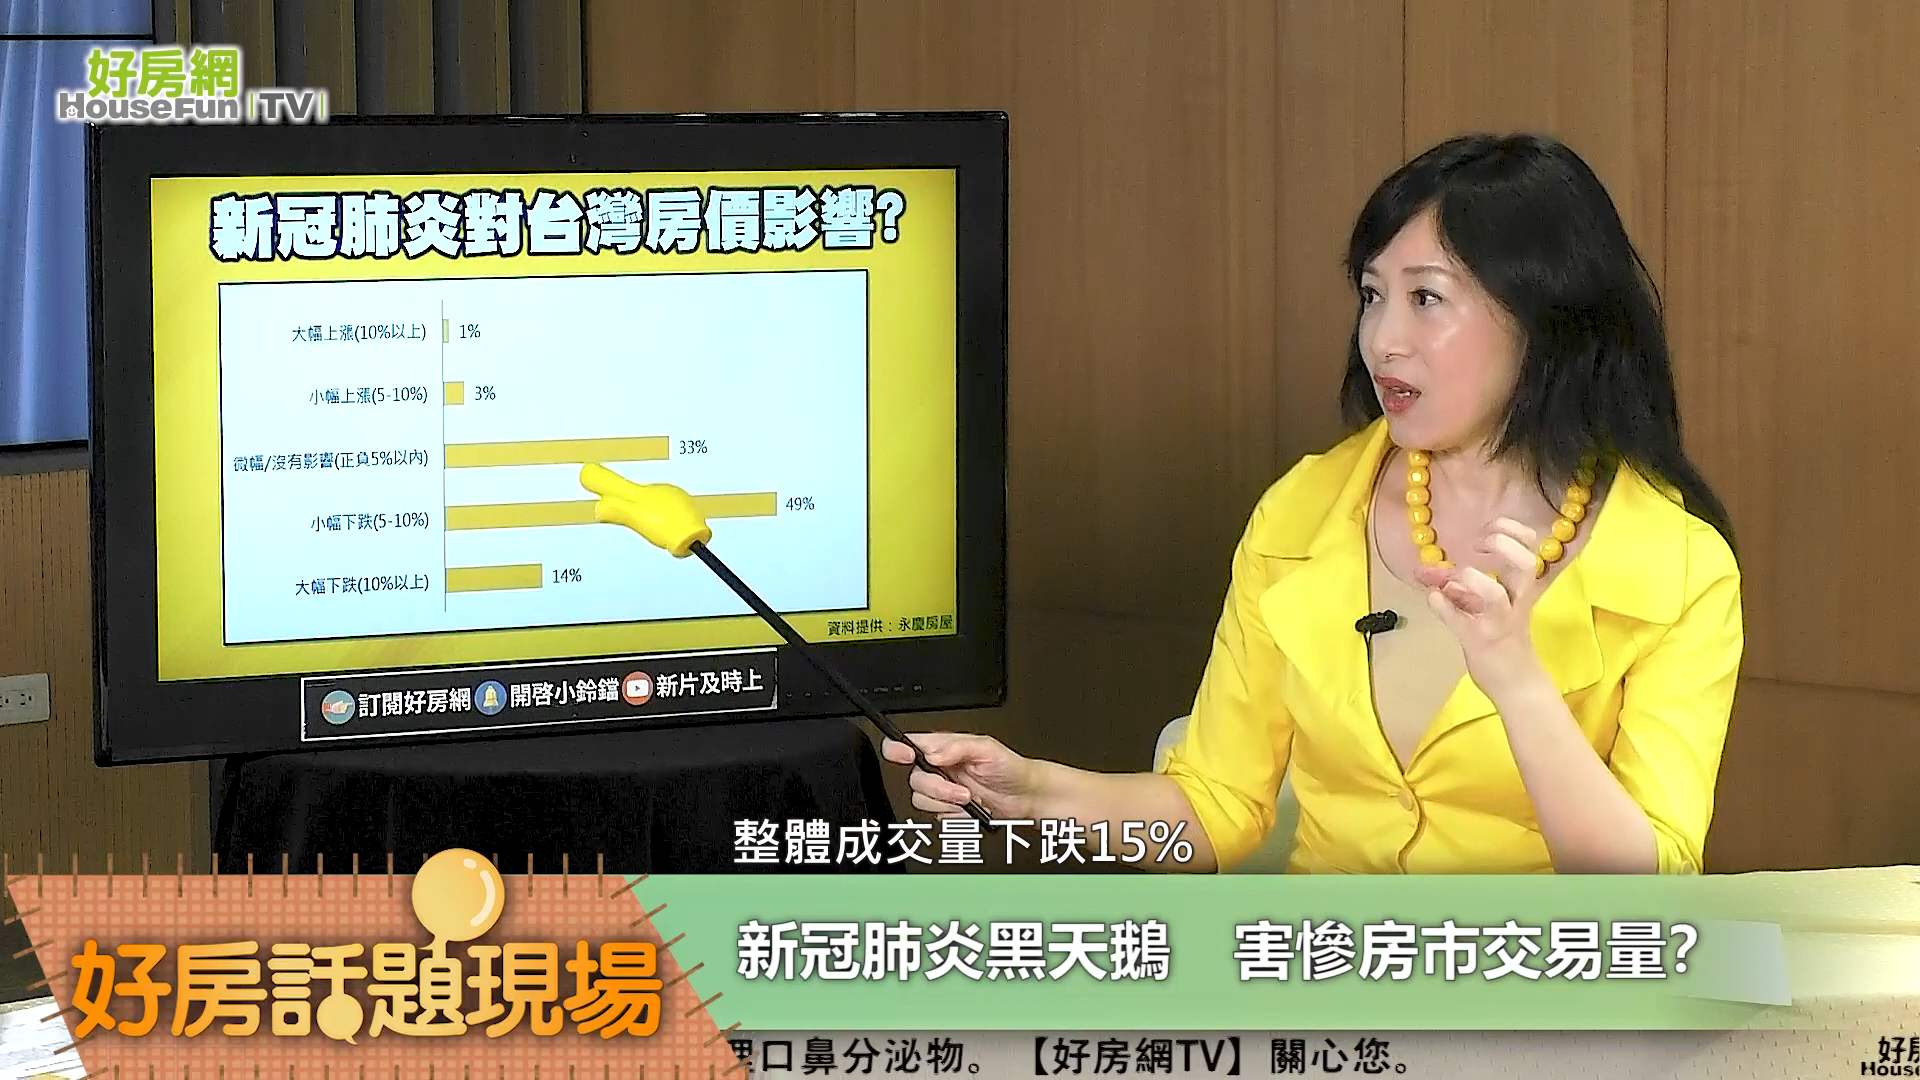 好房網
HouseFun TV
新冠肺炎對台灣房價影響?
大幅上漲(10%以上) 1%
小幅上漲(5-10%) 3%
微幅/沒有影響(正負5%以內) 33%
小幅下跌(5-10%) 49%
大幅下跌(10%以上) 14%
資料提供：永慶房屋
訂閱好房網 開啓小鈴鐺 新片及時上
整體成交量下跌15%
好房話題現場
新冠肺炎黑天鵝 害慘房市交易量?
理口鼻分泌物。【好房網TV】關心您。
好房
House